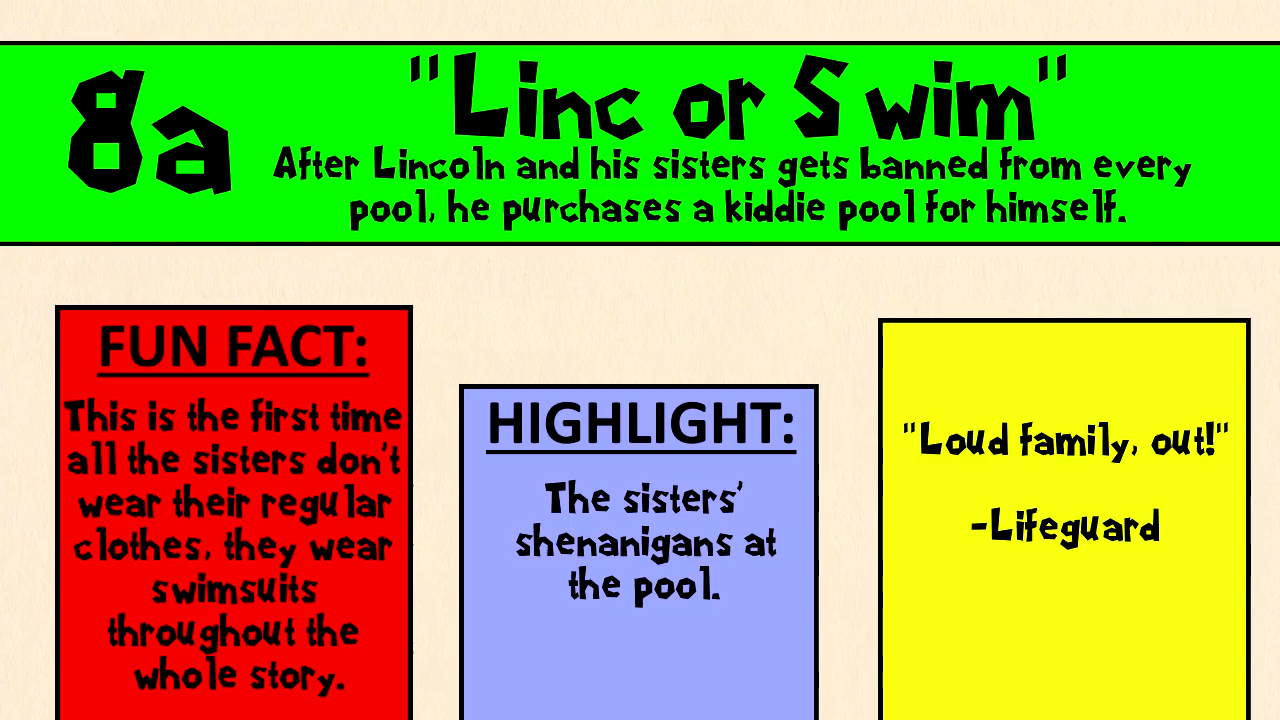 8a
"Linc or Swim"
After Lincoln and his sisters gets banned from every
pool, he purchases a kiddie pool for himself.
FUN FACT:
This is the first time
all the sisters don't
wear their regular
clothes, they wear
swimsuits
throughout the
whole story.
HIGHLIGHT:
The sisters'
shenanigans at
the pool.
"Loud family, out!"
-Lifeguard